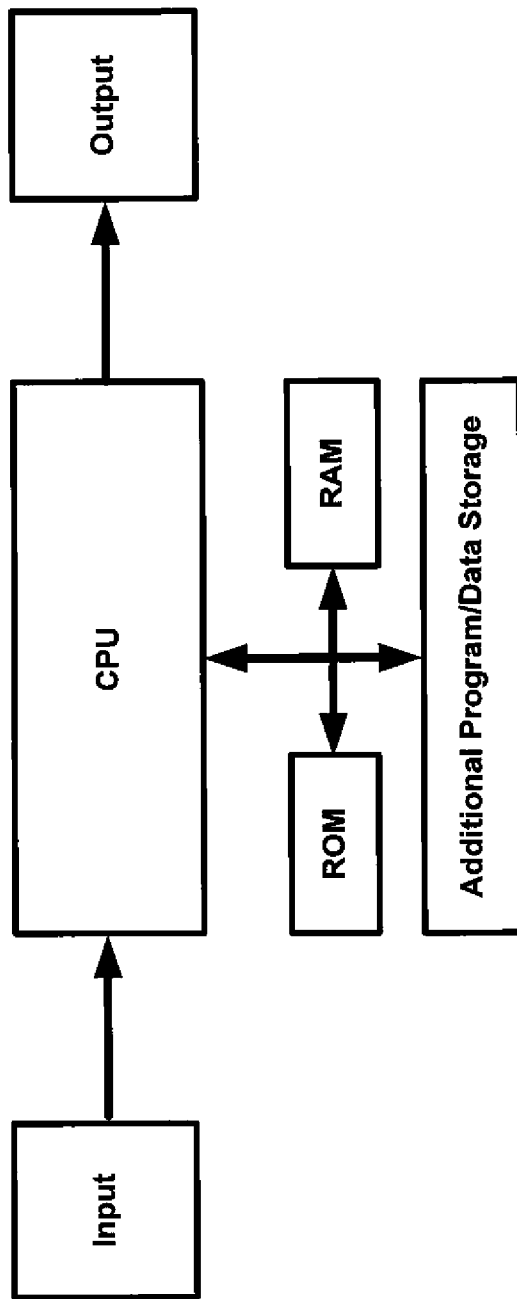 Input
CPU
Output
ROM
RAM
Additional Program/Data Storage